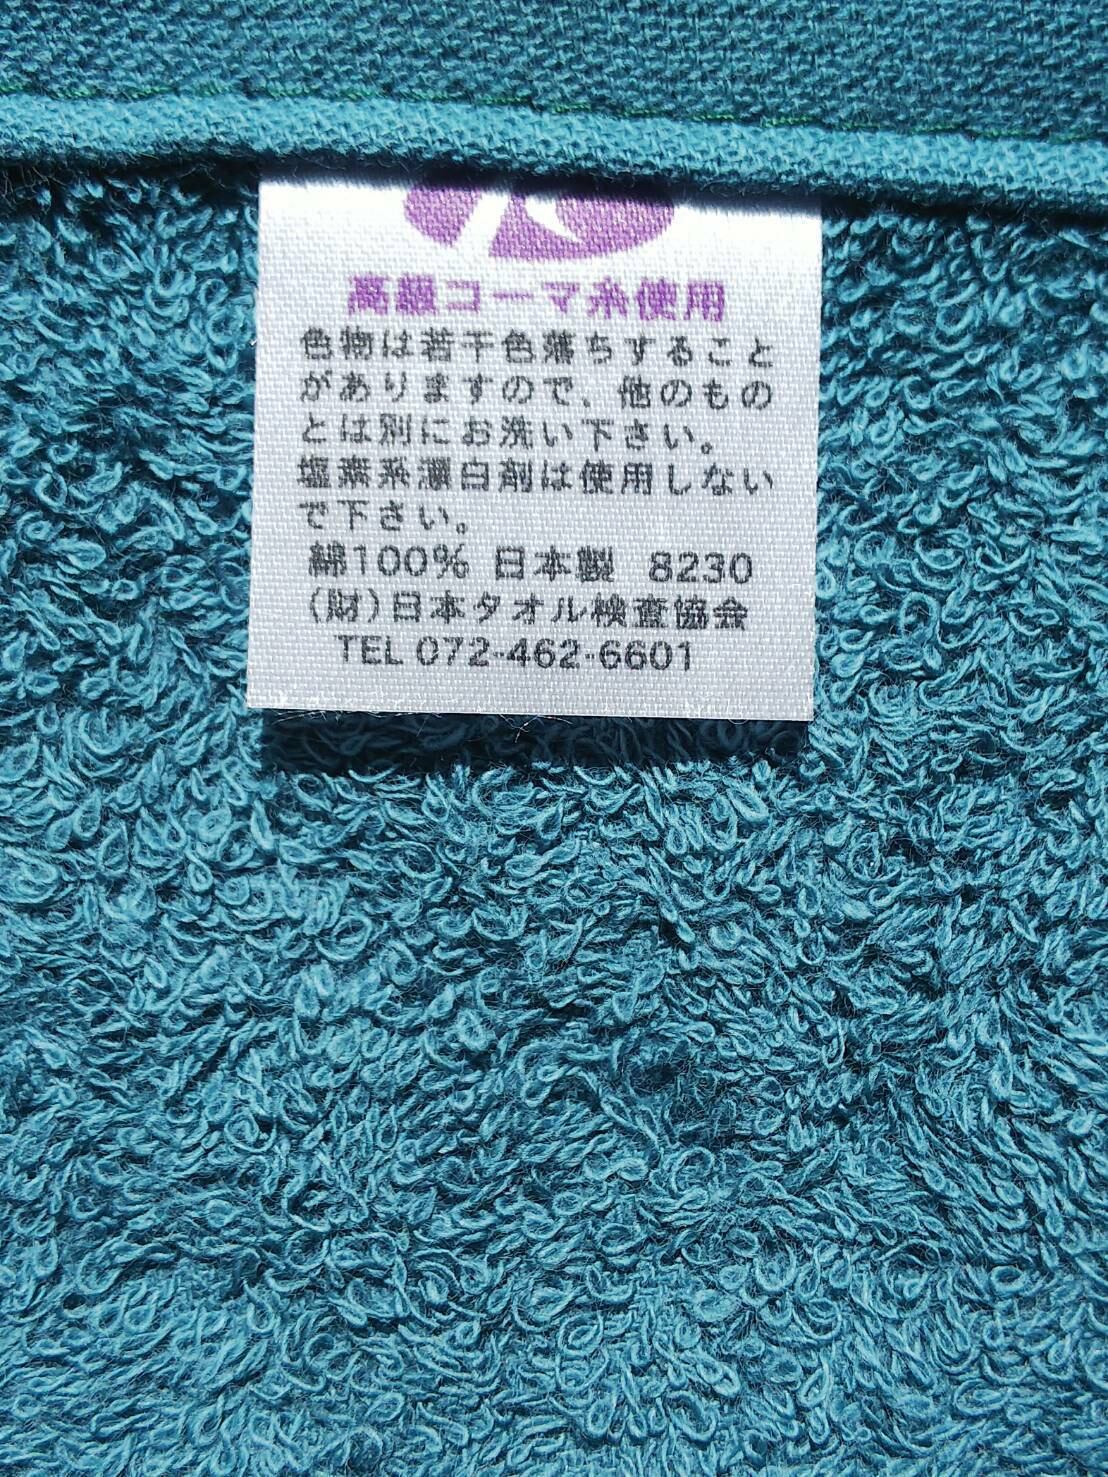 高級コーマ糸使用
色物は若干色落ちすること
がありますので、他のもの
とは別にお洗い下さい。
塩素系漂白剤は使用しない
で下さい。
綿100% 日本製 8230
(財)日本タオル検査協会
TEL 072-462-6601